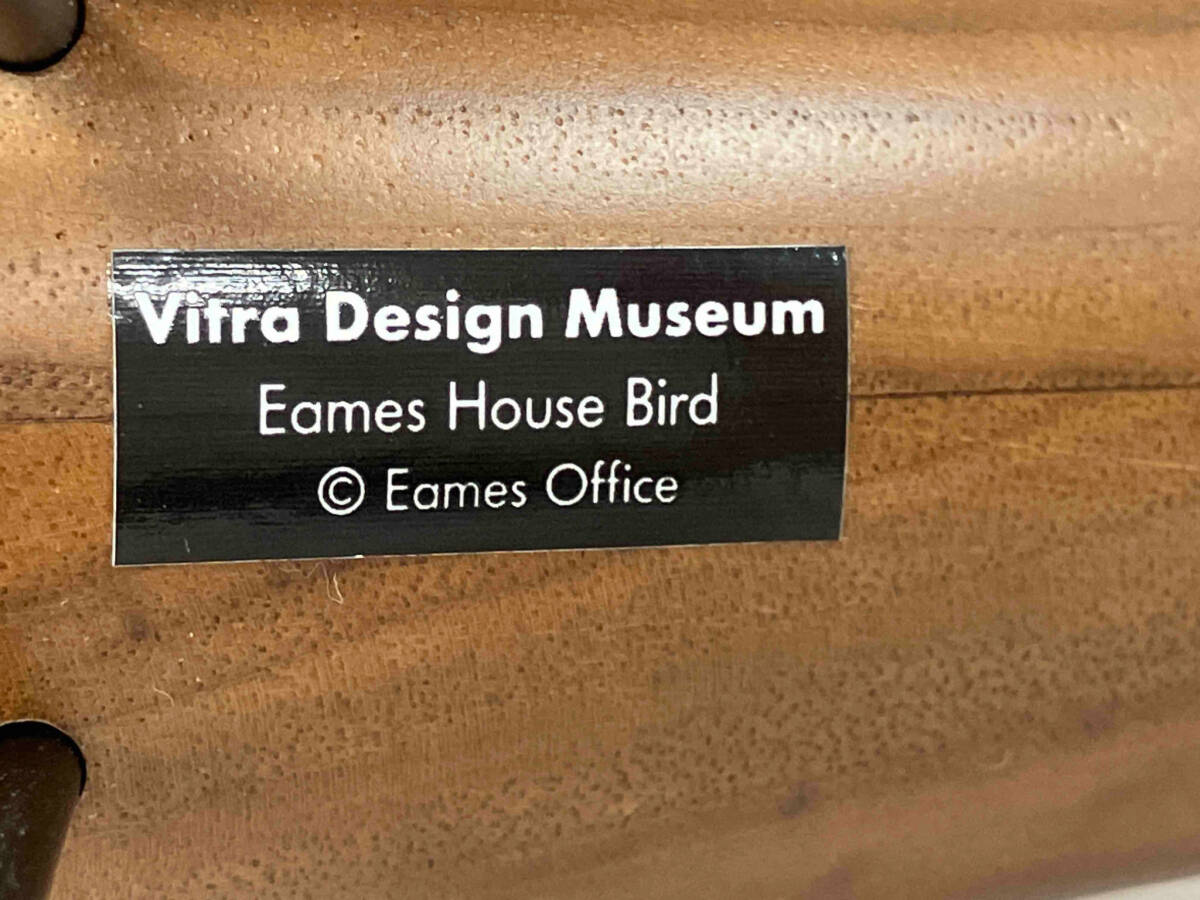 Vitra Design Museum
Eames House Bird
© Eames Office